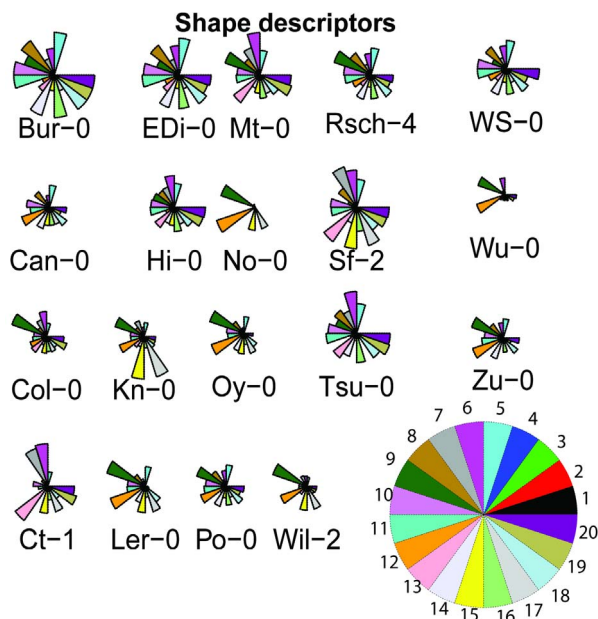 Shape descriptors
Bur-0 EDi-0 Mt-0 Rsch-4 WS-0
Can-0 Hi-0 No-0 Sf-2 Wu-0
Col-0 Kn-0 Oy-0 Tsu-0 Zu-0
Ct-1 Ler-0 Po-0 Wil-2
7 6 5 4
8 3
9 2
10 1
11 20
12 19
13 18
14 15 16 17